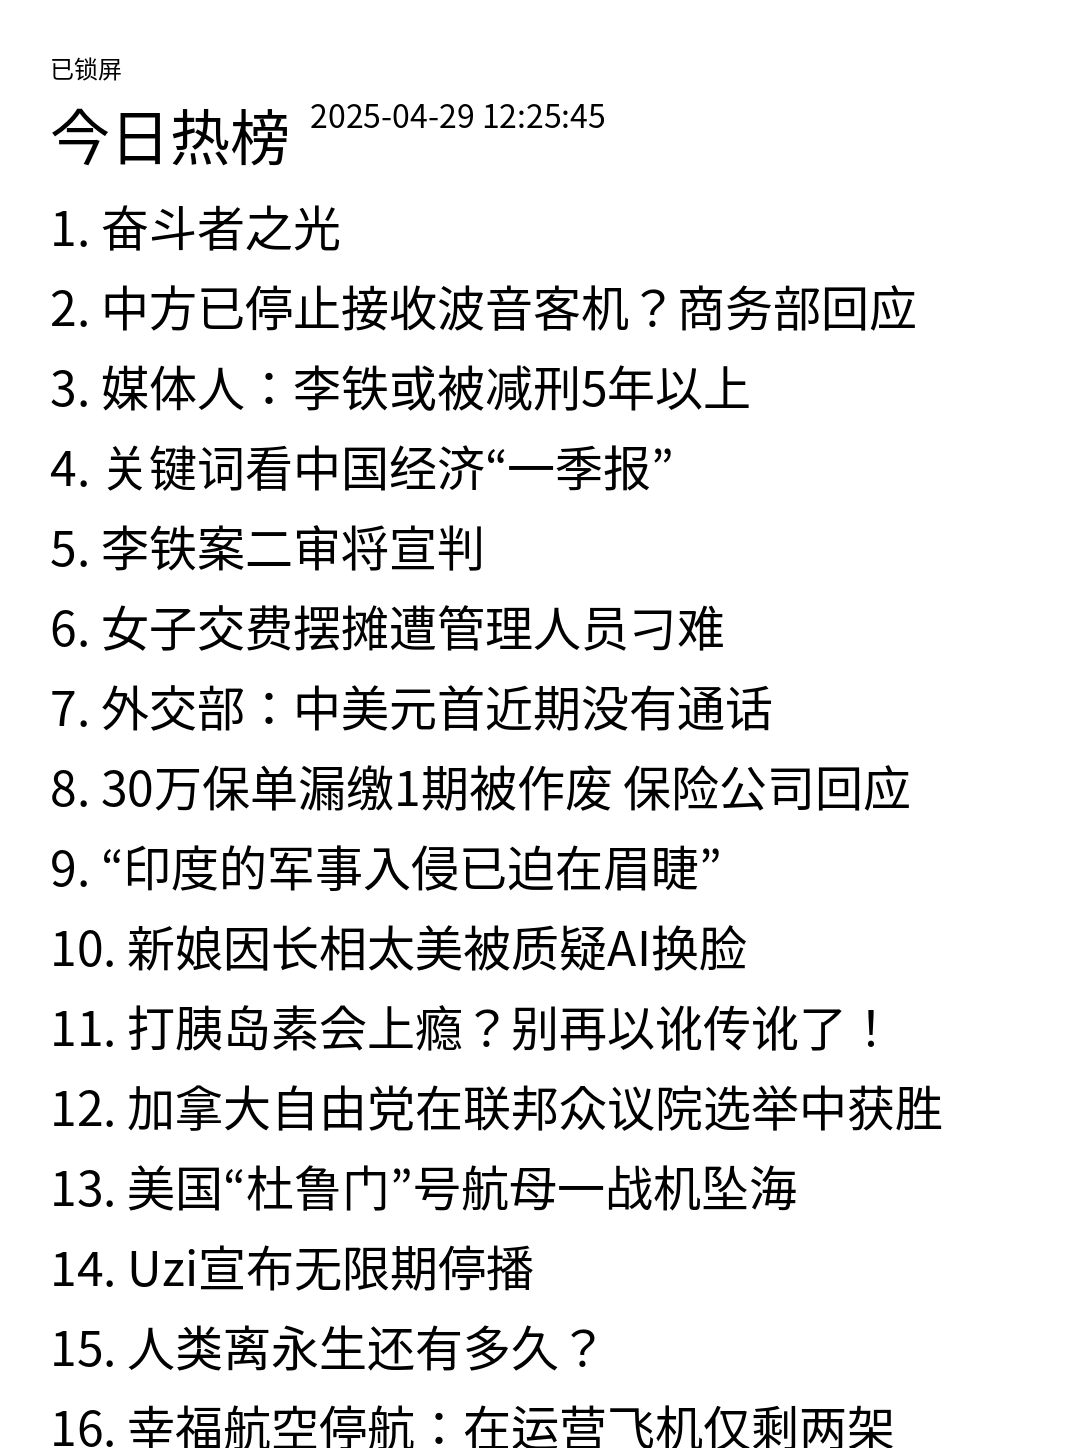 已锁屏
今日热榜 2025-04-29 12:25:45
1. 奋斗者之光
2. 中方已停止接收波音客机？商务部回应
3. 媒体人：李铁或被减刑5年以上
4. 关键词看中国经济“一季报”
5. 李铁案二审将宣判
6. 女子交费摆摊遭管理人员刁难
7. 外交部：中美元首近期没有通话
8. 30万保单漏缴1期被作废 保险公司回应
9. “印度的军事入侵已迫在眉睫”
10. 新娘因长相太美被质疑AI换脸
11. 打胰岛素会上瘾？别再以讹传讹了！
12. 加拿大自由党在联邦众议院选举中获胜
13. 美国“杜鲁门”号航母一战机坠海
14. Uzi宣布无限期停播
15. 人类离永生还有多久？
16. 幸福航空停航：在运营飞机仅剩两架